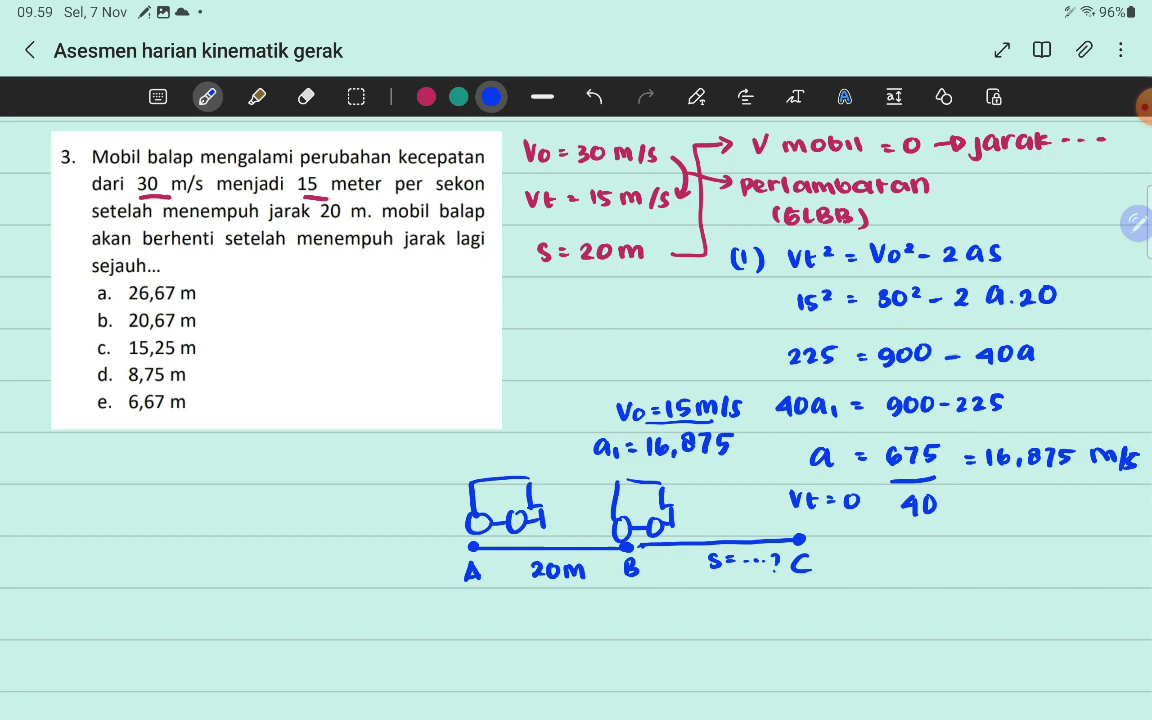 09.59 Sel, 7 Nov
96%
Asesmen harian kinematik gerak
3. Mobil balap mengalami perubahan kecepatan
dari 30 m/s menjadi 15 meter per sekon
setelah menempuh jarak 20 m. mobil balap
akan berhenti setelah menempuh jarak lagi
sejauh...
a. 26,67 m
b. 20,67 m
c. 15,25 m
d. 8,75 m
e. 6,67 m
Vo = 30 m/s
Vt = 15 m/s
S = 20 m
V mobil = 0 → jarak ...
perlambatan
(GLBB)
(1) Vt² = Vo² - 2 as
15² = 30² - 2 a.20
225 = 900 - 40a
40a₁ = 900 - 225
a = 675/40 = 16,875 m/s
Vo = 15 m/s
a₁ = 16,875
Vt = 0
A 20m B S = ...? C